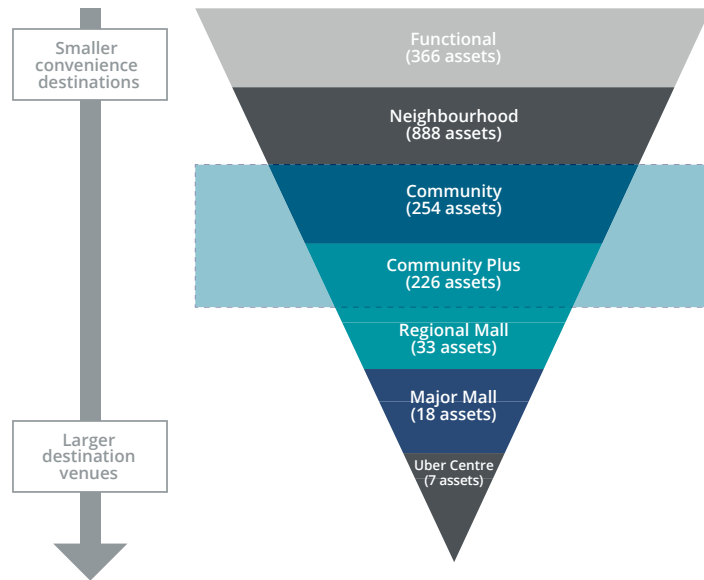 Smaller
convenience
destinations
Functional
(366 assets)
Neighbourhood
(888 assets)
Community
(254 assets)
Community Plus
(226 assets)
Regional Mall
(33 assets)
Major Mall
(18 assets)
Larger
destination
venues
Uber Centre
(7 assets)